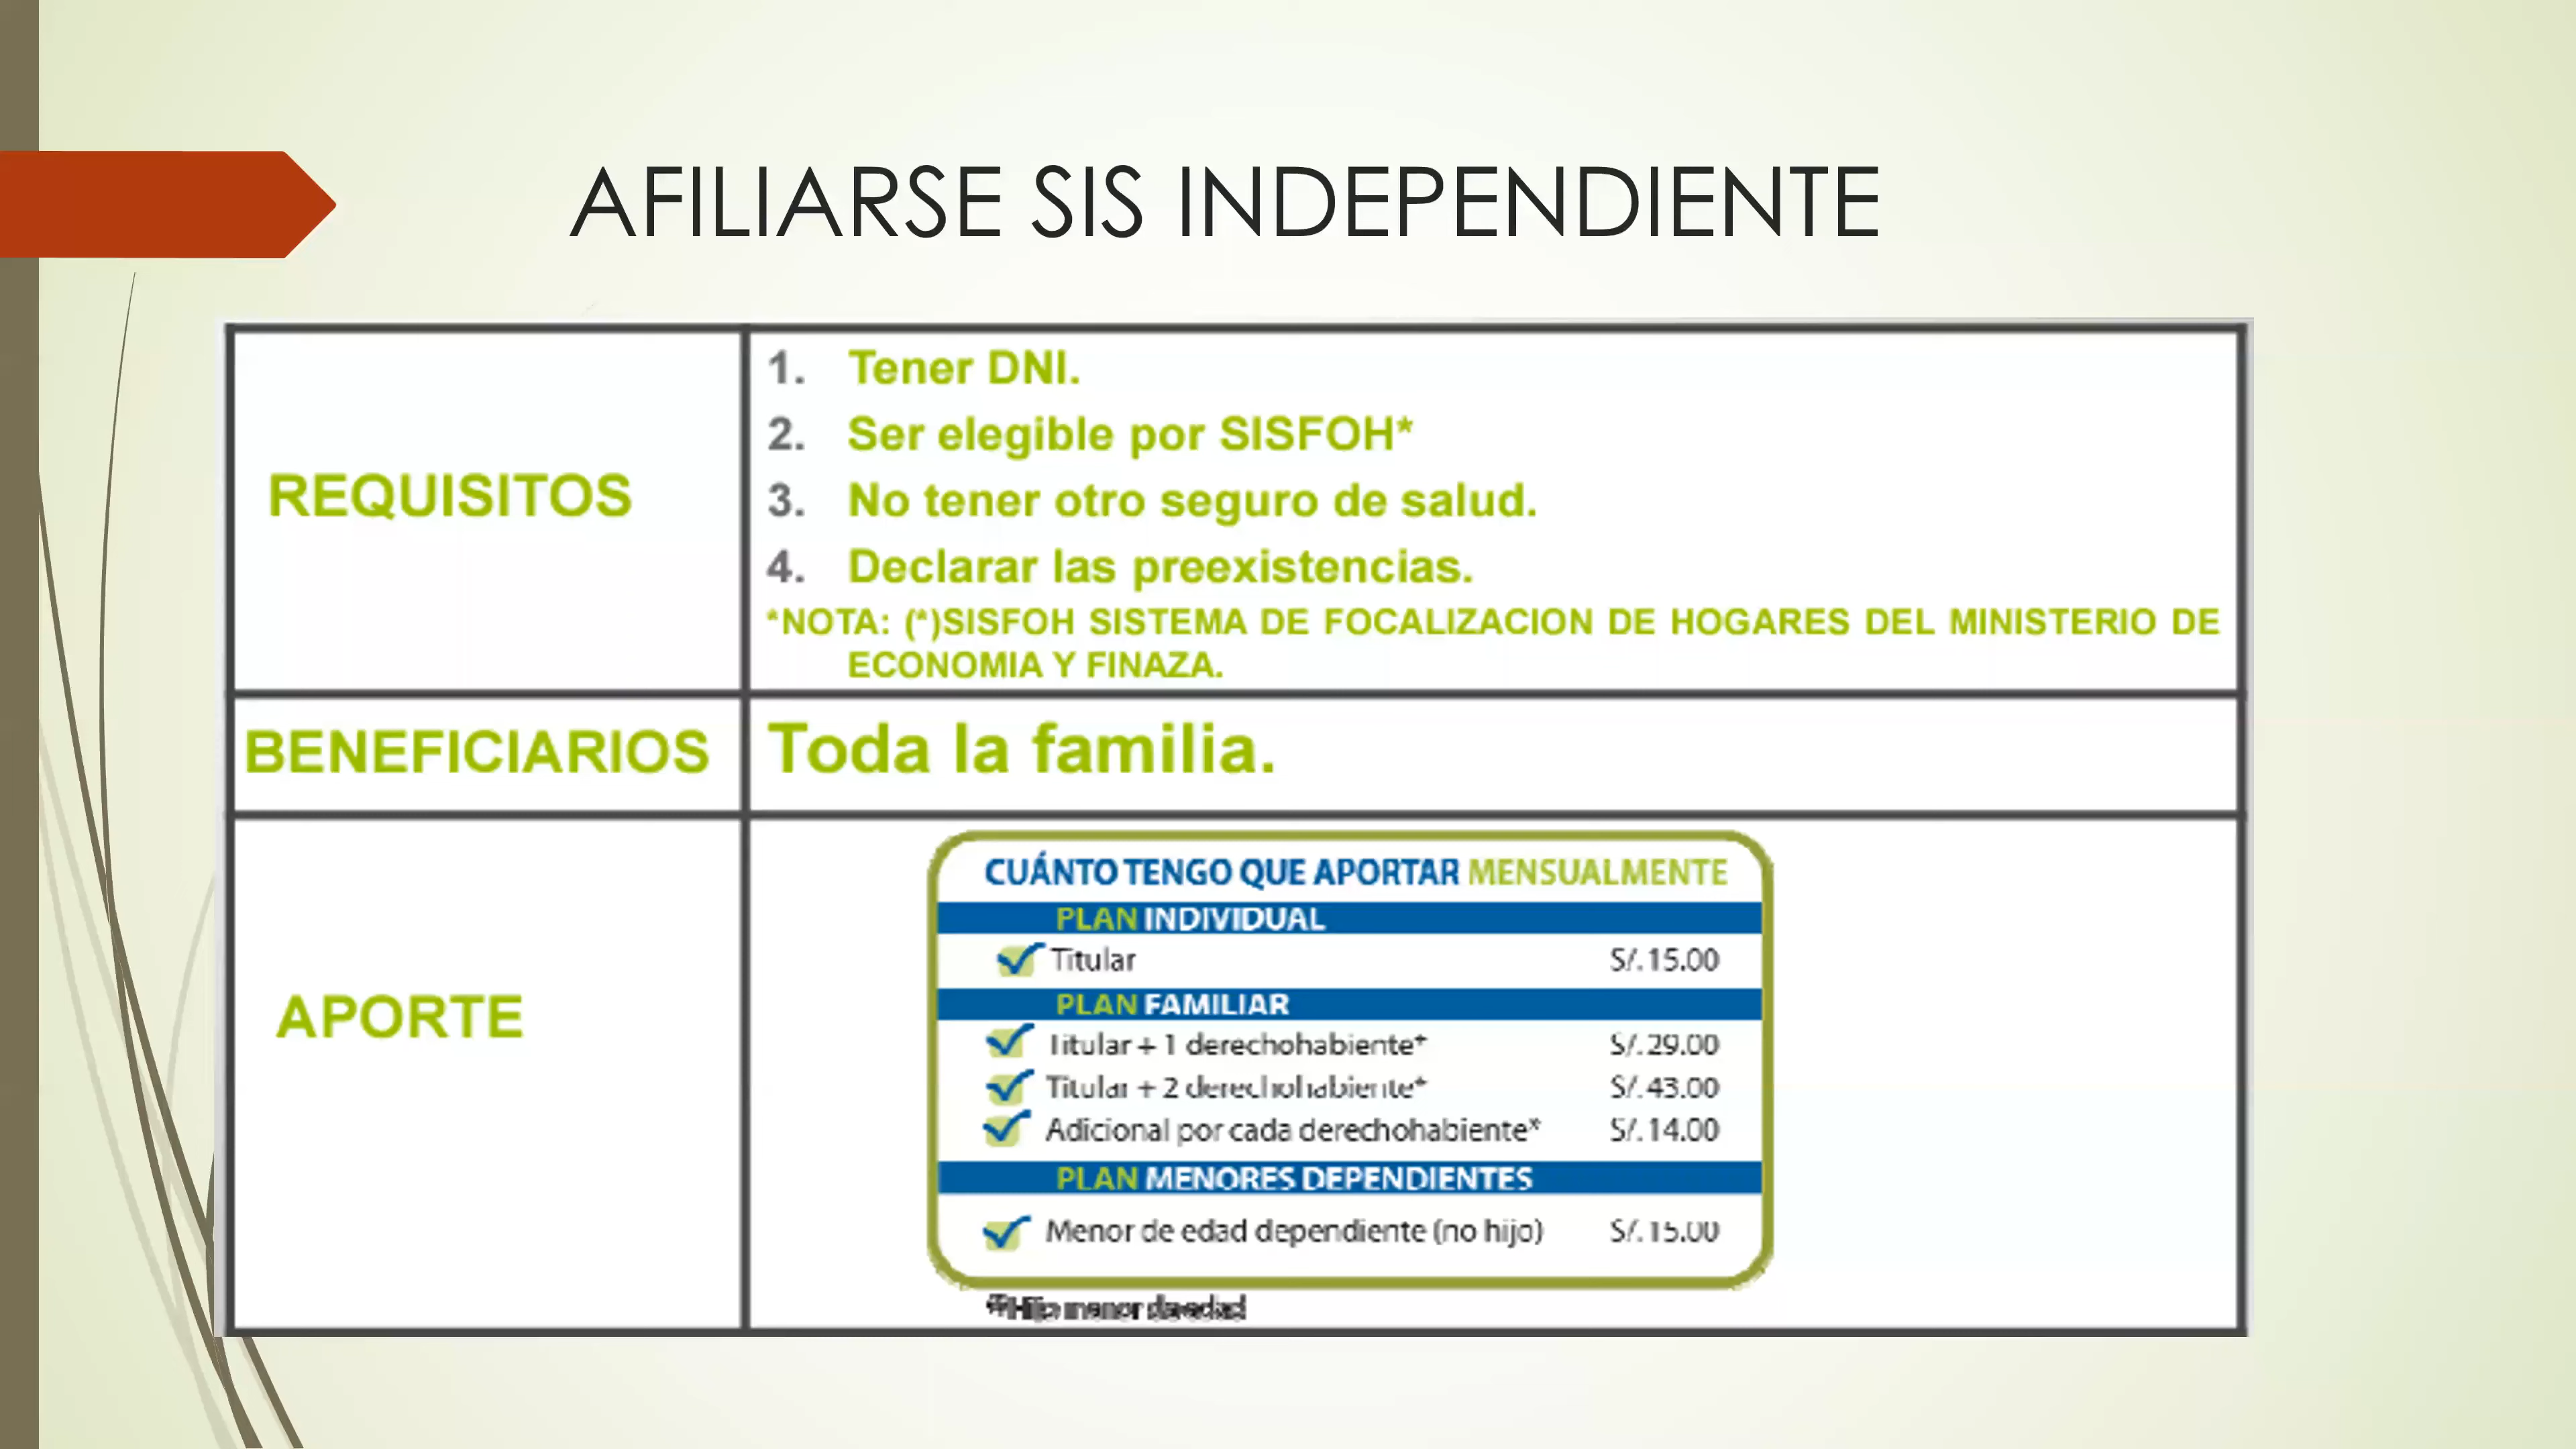 AFILIARSE SIS INDEPENDIENTE
REQUISITOS
1. Tener DNI.
2. Ser elegible por SISFOH*
3. No tener otro seguro de salud.
4. Declarar las preexistencias.
*NOTA: (*)SISFOH SISTEMA DE FOCALIZACION DE HOGARES DEL MINISTERIO DE
ECONOMIA Y FINAZA.
BENEFICIARIOS
Toda la familia.
APORTE
CUÁNTO TENGO QUE APORTAR MENSUALMENTE
PLAN INDIVIDUAL
Titular S/.15.00
PLAN FAMILIAR
Titular + 1 derechohabiente* S/.29.00
Titular + 2 derechohabiente* S/.43.00
Adicional por cada derechohabiente* S/.14.00
PLAN MENORES DEPENDIENTES
Menor de edad dependiente (no hijo) S/.15.00
menor edad